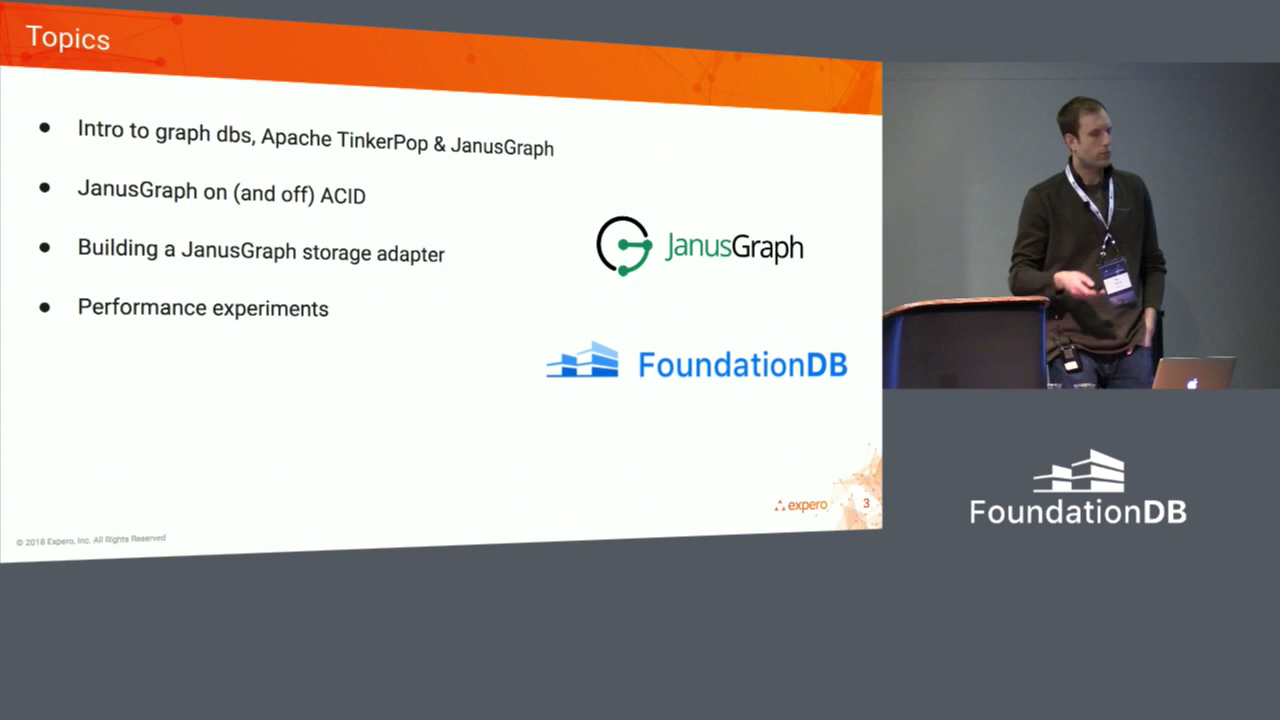 Topics
● Intro to graph dbs, Apache TinkerPop & JanusGraph
● JanusGraph on (and off) ACID
● Building a JanusGraph storage adapter
● Performance experiments
JanusGraph
FoundationDB
expero
3
© 2018 Expero, Inc. All Rights Reserved
FoundationDB